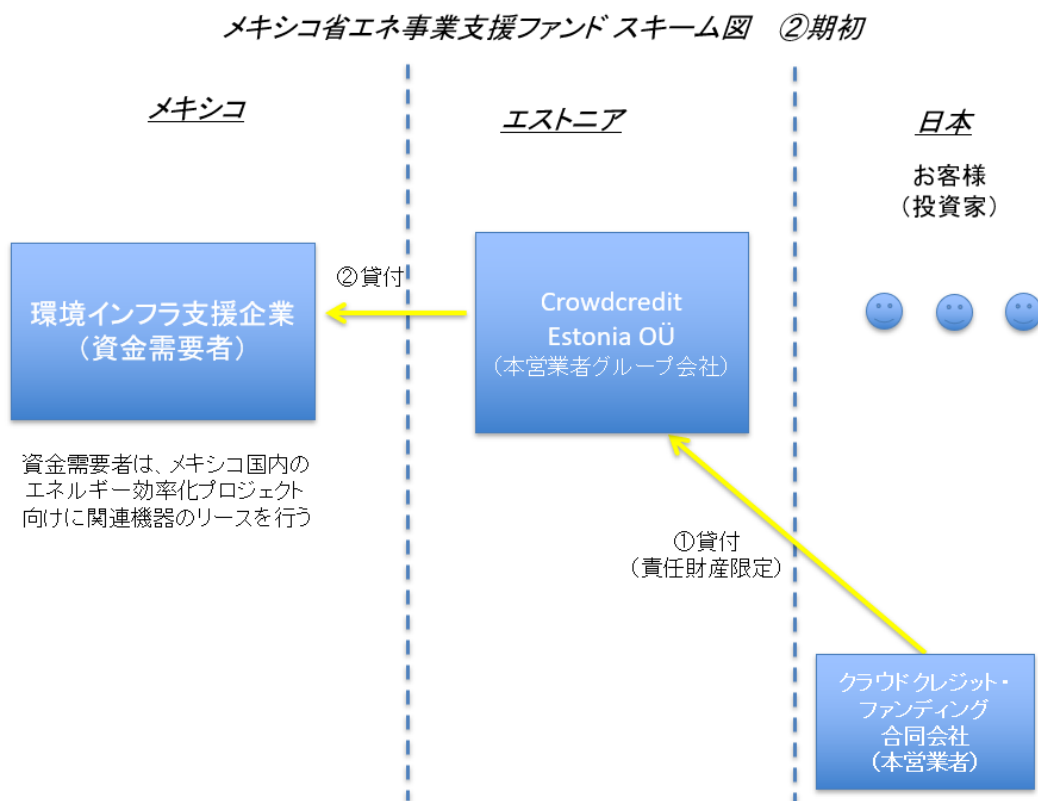 メキシコ省エネ事業支援ファンド スキーム図　②期初
メキシコ
エストニア
日本
お客様
（投資家）
環境インフラ支援企業
（資金需要者）
②貸付
Crowdcredit
Estonia OÜ
（本営業者グループ会社）
資金需要者は、メキシコ国内の
エネルギー効率化プロジェクト
向けに関連機器のリースを行う
①貸付
（責任財産限定）
クラウドクレジット・
ファンディング
合同会社
（本営業者）